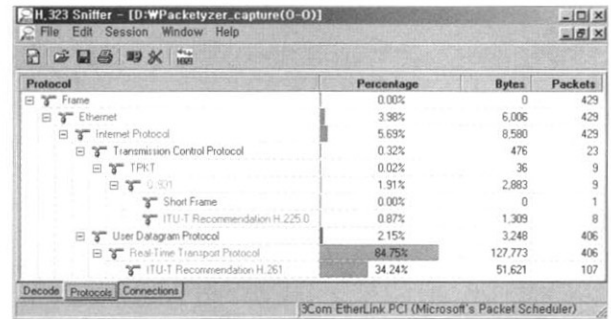 H.323 Sniffer - [D:\Packetyzer_capture(O-O)]
File Edit Session Window Help
Protocol Percentage Bytes Packets
Frame 0.00% 0 429
Ethernet 3.98% 6,006 429
Internet Protocol 5.69% 8,580 429
Transmission Control Protocol 0.32% 476 23
TPKT 0.02% 36 9
Q.931 1.91% 2,883 9
Short Frame 0.00% 0 1
ITU-T Recommendation H.225.0 0.87% 1,309 8
User Datagram Protocol 2.15% 3,248 406
Real-Time Transport Protocol 84.75% 127,773 406
ITU-T Recommendation H.261 34.24% 51,621 107
Decode Protocols Connections
3Com EtherLink PCI (Microsoft's Packet Scheduler)